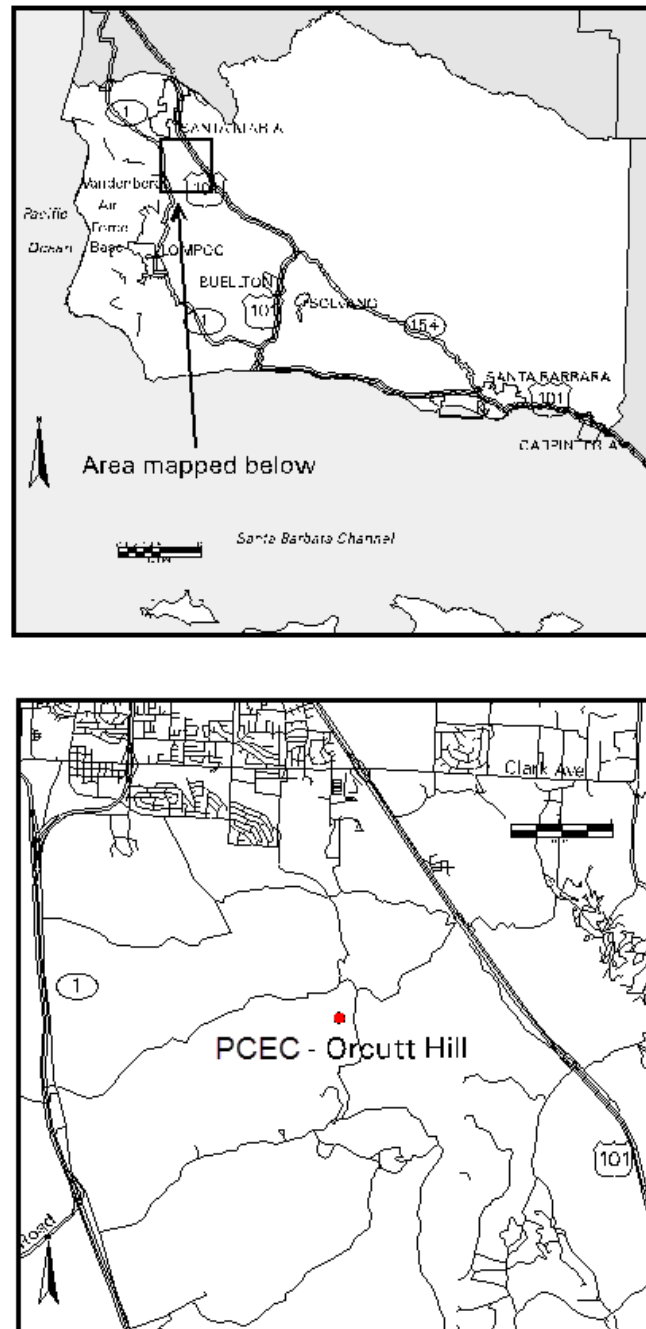 1
SANTA MARIA
Vandenberg
101
Pacific
Air
Force
Ocean
Base
LOMPOC
BUELLTON
SOLVANG
101
1
154
SANTA BARBARA
101
CARPINTERIA
Area mapped below
Santa Barbara Channel
Clark Ave
1
PCEC - Orcutt Hill
101
Road